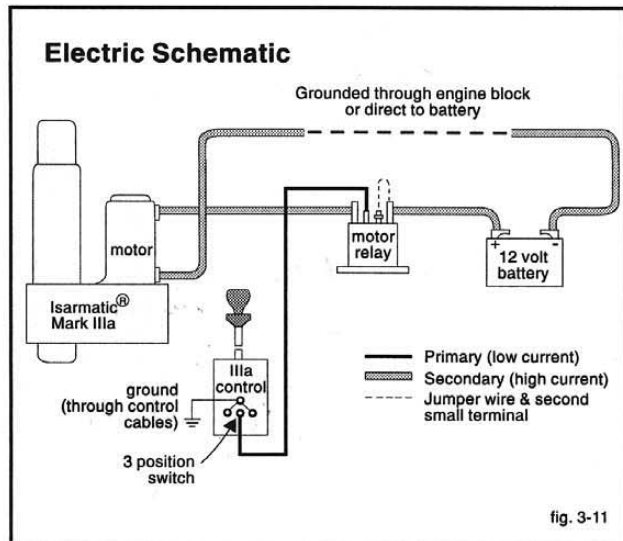 Electric Schematic
Grounded through engine block
or direct to battery
motor
motor
relay
+ -
12 volt
battery
Isarmatic®
Mark IIIa
IIIa
control
ground
(through control
cables)
3 position
switch
Primary (low current)
Secondary (high current)
Jumper wire & second
small terminal
fig. 3-11